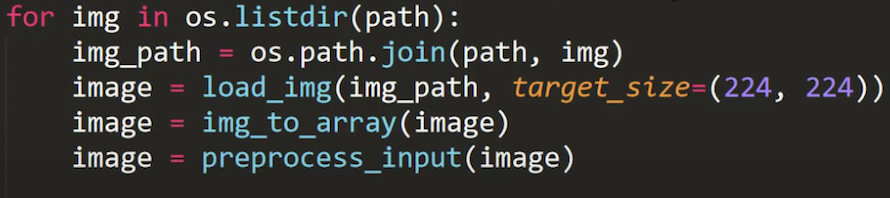 for img in os.listdir(path):
    img_path = os.path.join(path, img)
    image = load_img(img_path, target_size=(224, 224))
    image = img_to_array(image)
    image = preprocess_input(image)